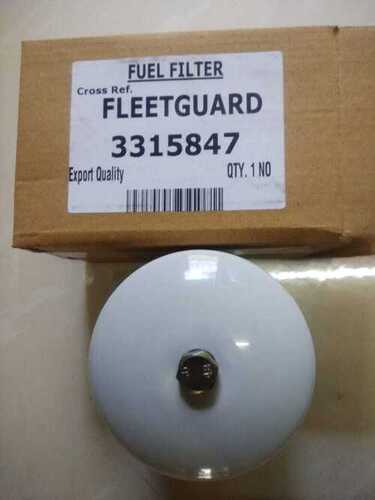 FUEL FILTER
Cross Ref.
FLEETGUARD
3315847
Export Quality QTY. 1 NO